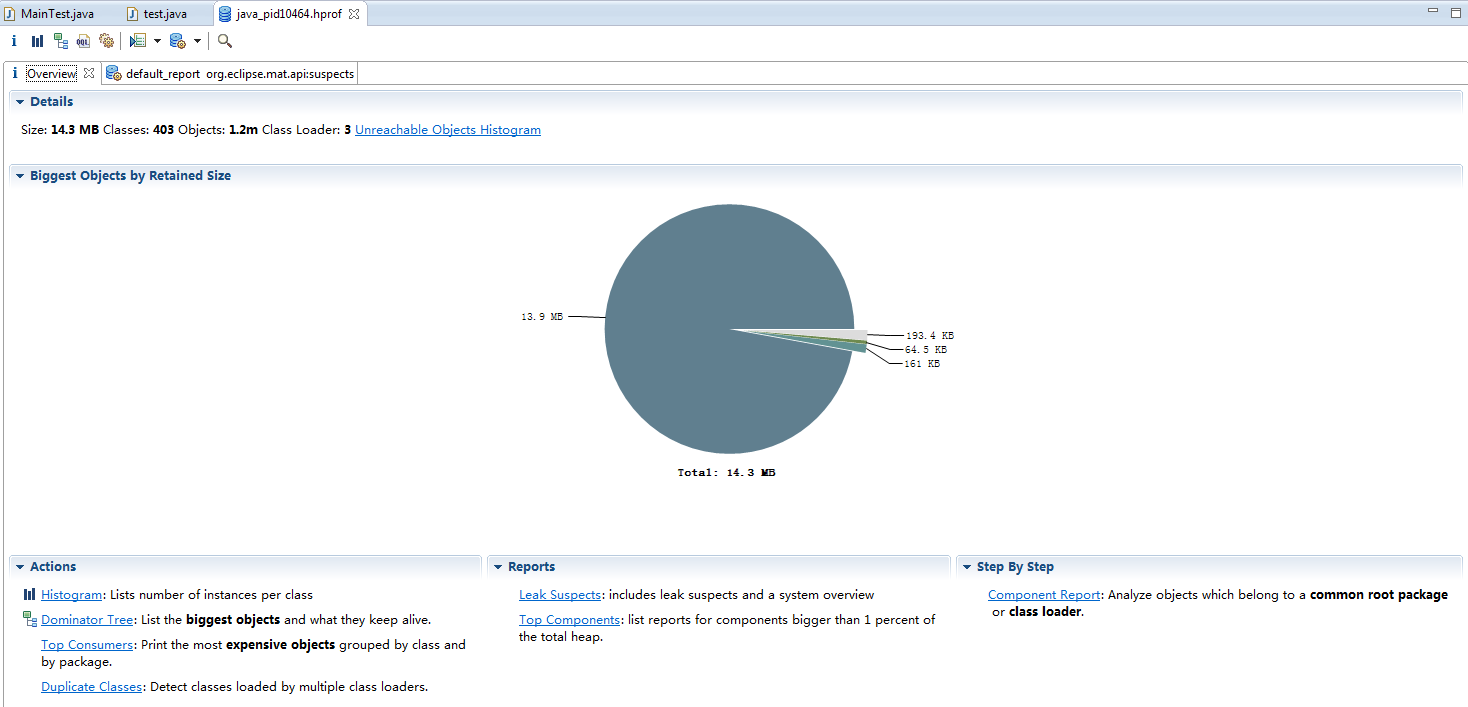 MainTest.java test.java java_pid10464.hprof
i OQL
i Overview default_report org.eclipse.mat.api:suspects
Details
Size: 14.3 MB Classes: 403 Objects: 1.2m Class Loader: 3 Unreachable Objects Histogram
Biggest Objects by Retained Size
13.9 MB
193.4 KB
64.5 KB
161 KB
Total: 14.3 MB
Actions
Histogram: Lists number of instances per class
Dominator Tree: List the biggest objects and what they keep alive.
Top Consumers: Print the most expensive objects grouped by class and
by package.
Duplicate Classes: Detect classes loaded by multiple class loaders.
Reports
Leak Suspects: includes leak suspects and a system overview
Top Components: list reports for components bigger than 1 percent of
the total heap.
Step By Step
Component Report: Analyze objects which belong to a common root package
or class loader.